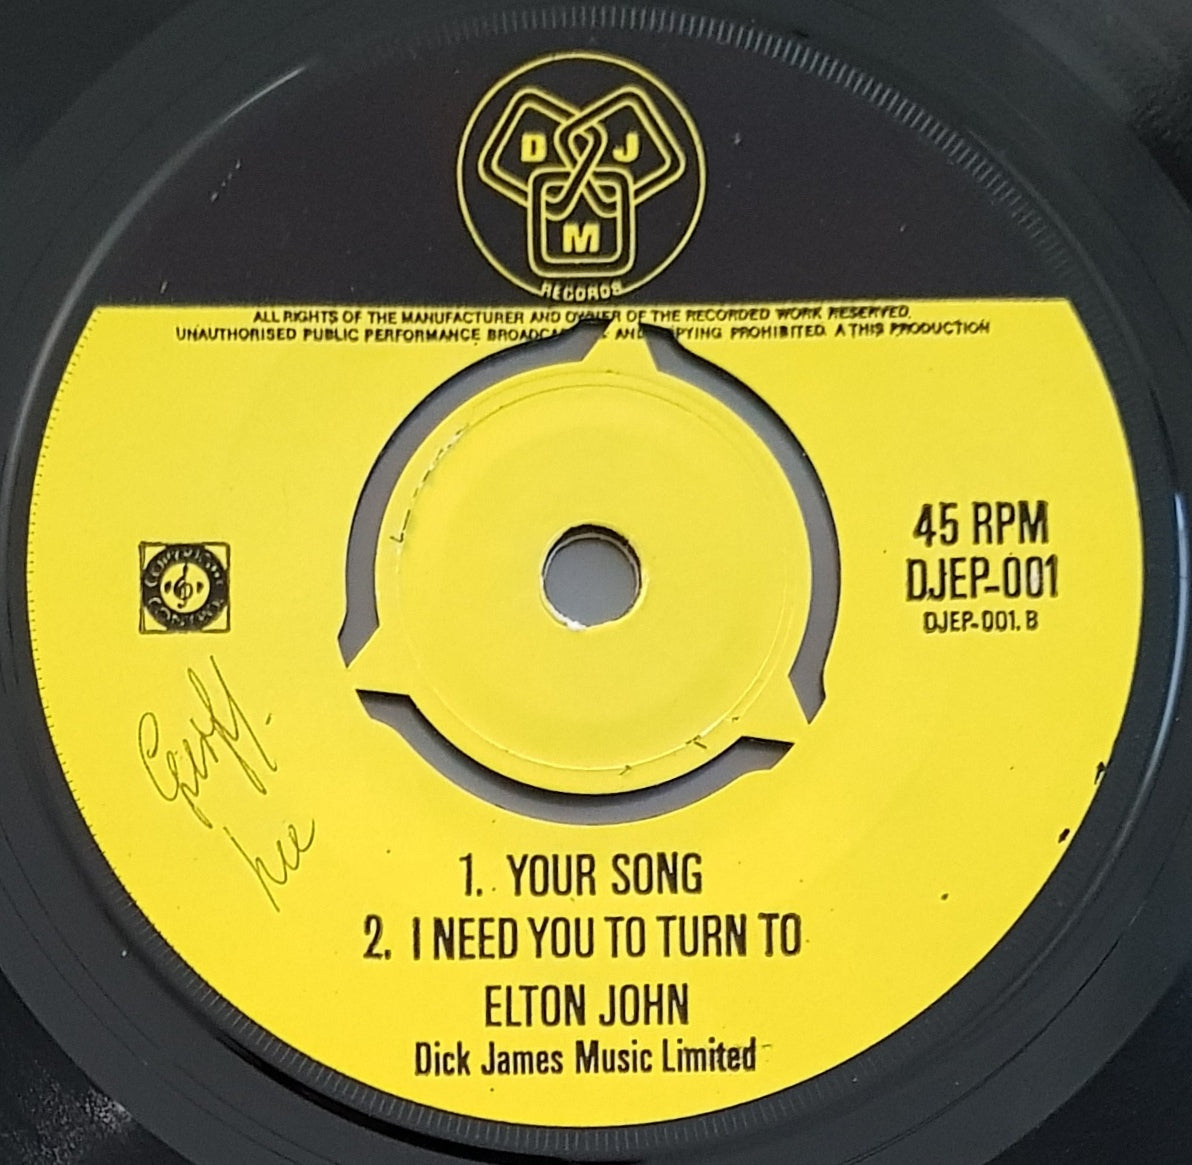 D J
M
RECORDS
ALL RIGHTS OF THE MANUFACTURER AND OWNER OF THE RECORDED WORK RESERVED.
UNAUTHORISED PUBLIC PERFORMANCE, AND PROHIBITED. A THIS PRODUCTION
45 RPM
DJEP-001
DJEP-001. B
Geoff.
1. YOUR SONG
2. I NEED YOU TO TURN TO
ELTON JOHN
Dick James Music Limited